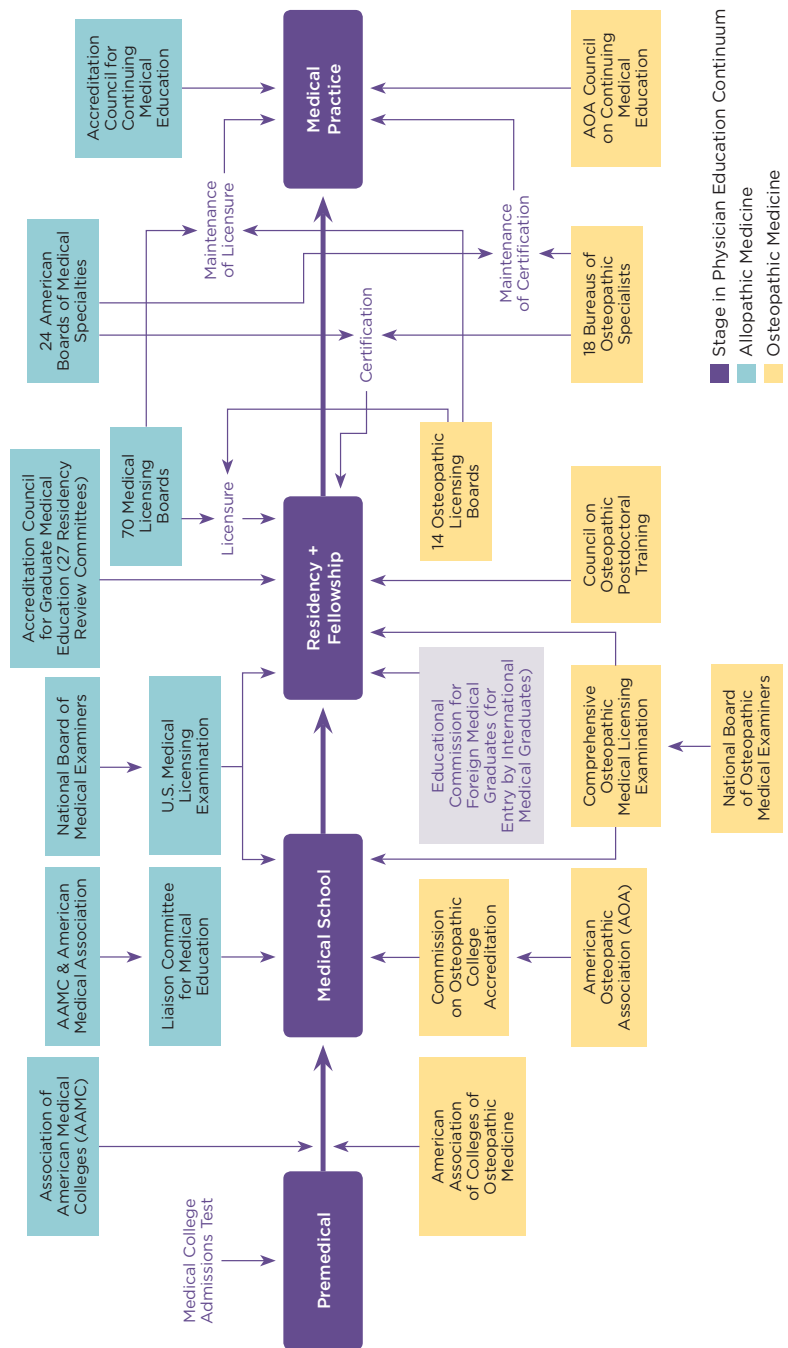 Medical College
Admissions Test
Association of
American Medical
Colleges (AAMC)
AAMC & American
Medical Association
Liaison Committee
for Medical
Education
National Board of
Medical Examiners
U.S. Medical
Licensing
Examination
Accreditation Council
for Graduate Medical
Education (27 Residency
Review Committees)
70 Medical
Licensing
Boards
Licensure
24 American
Boards of Medical
Specialties
Maintenance
of Licensure
Accreditation
Council for
Continuing
Medical
Education
Premedical
Medical School
Residency +
Fellowship
Certification
Medical
Practice
American
Association
of Colleges of
Osteopathic
Medicine
Commission
on Osteopathic
College
Accreditation
American
Osteopathic
Association (AOA)
Educational
Commission for
Foreign Medical
Graduates (for
Entry by International
Medical Graduates)
Comprehensive
Osteopathic
Medical Licensing
Examination
National Board
of Osteopathic
Medical Examiners
Council on
Osteopathic
Postdoctoral
Training
14 Osteopathic
Licensing
Boards
Maintenance
of Certification
18 Bureaus of
Osteopathic
Specialists
AOA Council
on Continuing
Medical
Education
Stage in Physician Education Continuum
Allopathic Medicine
Osteopathic Medicine